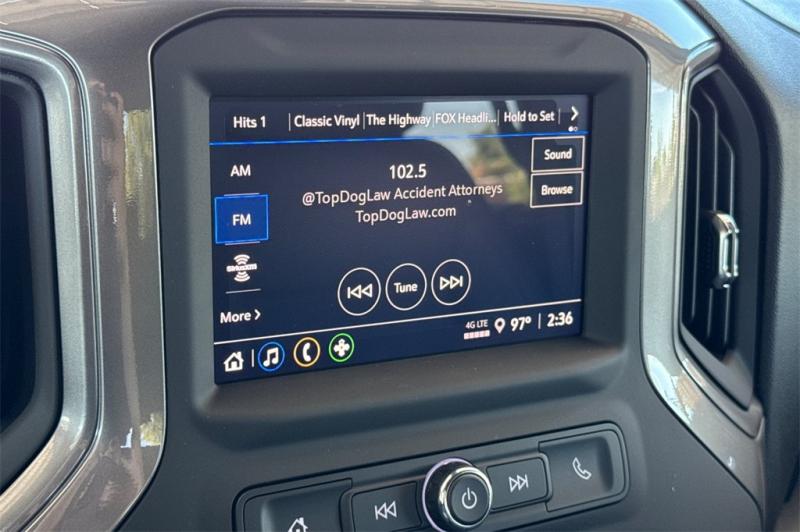 Hits 1 Classic Vinyl The Highway FOX Headli... Hold to Set
AM
102.5
Sound
@TopDogLaw Accident Attorneys
Browse
FM
TopDogLaw.com
SiriusXM
Tune
More
4G LTE 97° 2:36